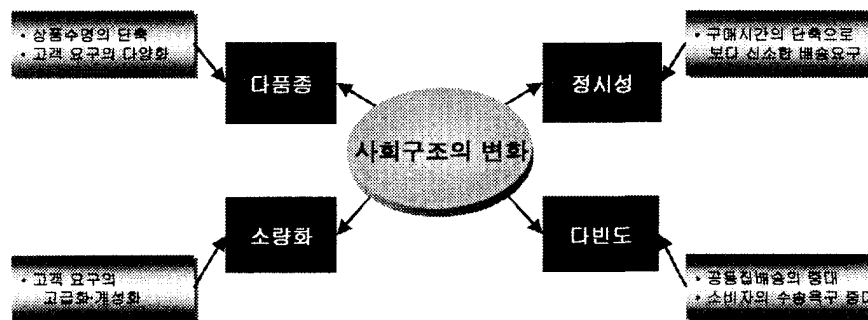 • 상품수명의 단축
• 고객 요구의 다양화
다품종
정시성
• 구매시간의 단축으로
보다 신소한 배송요구
사회구조의 변화
소량화
다빈도
• 고객 요구의
고급화·개성화
• 공동집배송의 증대
• 소비자의 수송욕구 증대